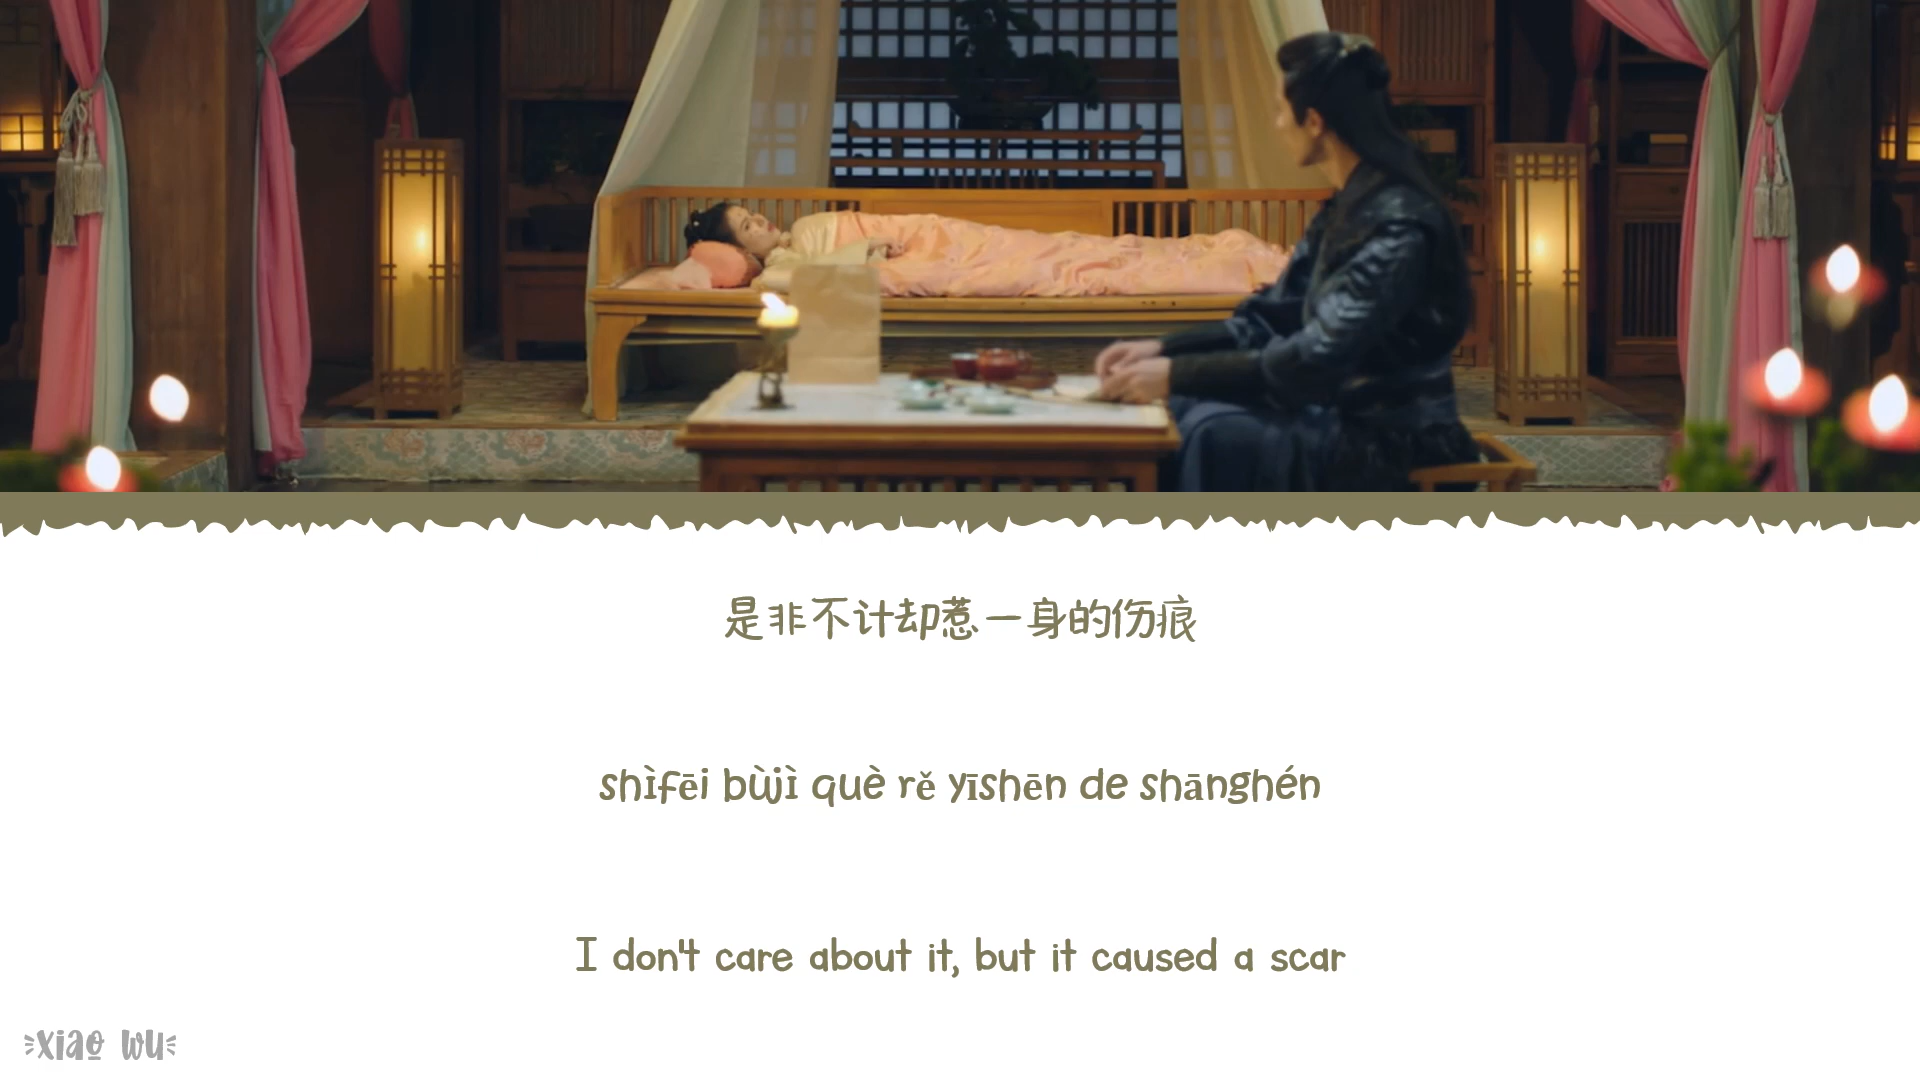 是非不计却惹一身的伤痕
shìfēi bùjì què rě yīshēn de shānghén
I don't care about it, but it caused a scar
xiao wu